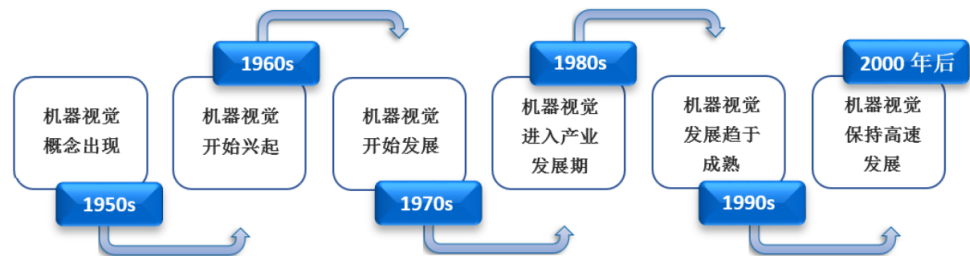 机器视觉
概念出现
1950s
1960s
机器视觉
开始兴起
机器视觉
开始发展
1970s
1980s
机器视觉
进入产业
发展期
机器视觉
发展趋于
成熟
1990s
2000 年后
机器视觉
保持高速
发展